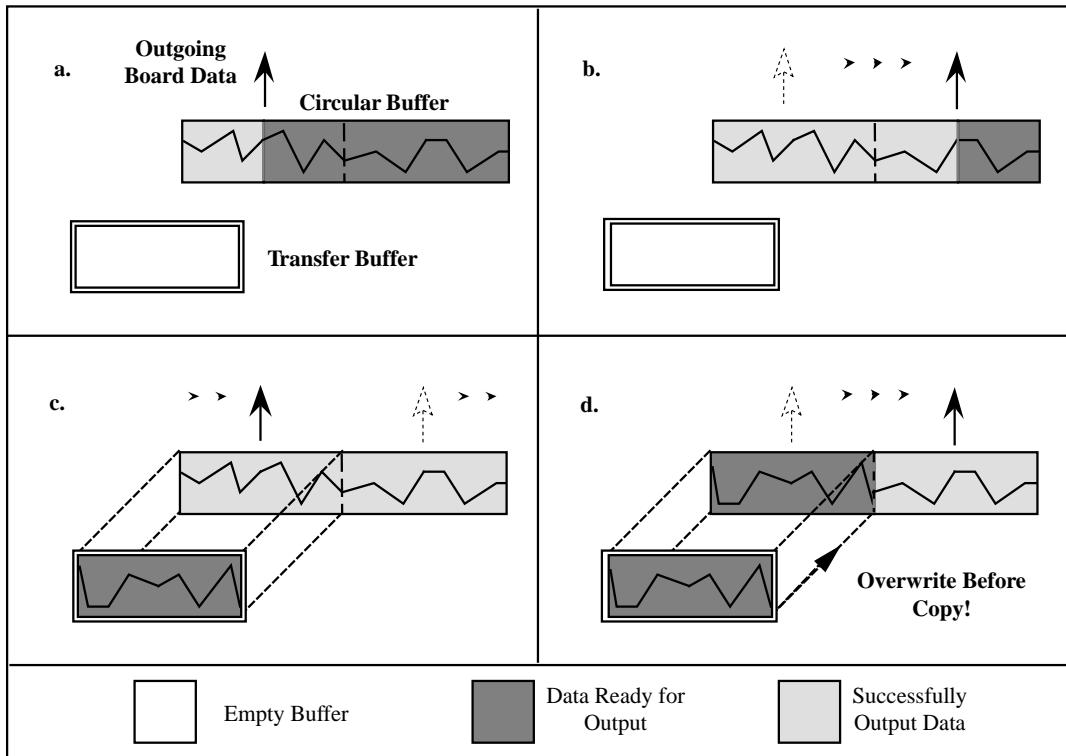 a.
Outgoing
Board Data
Circular Buffer
Transfer Buffer
b.
c.
d.
Overwrite Before
Copy!
Empty Buffer
Data Ready for
Output
Successfully
Output Data